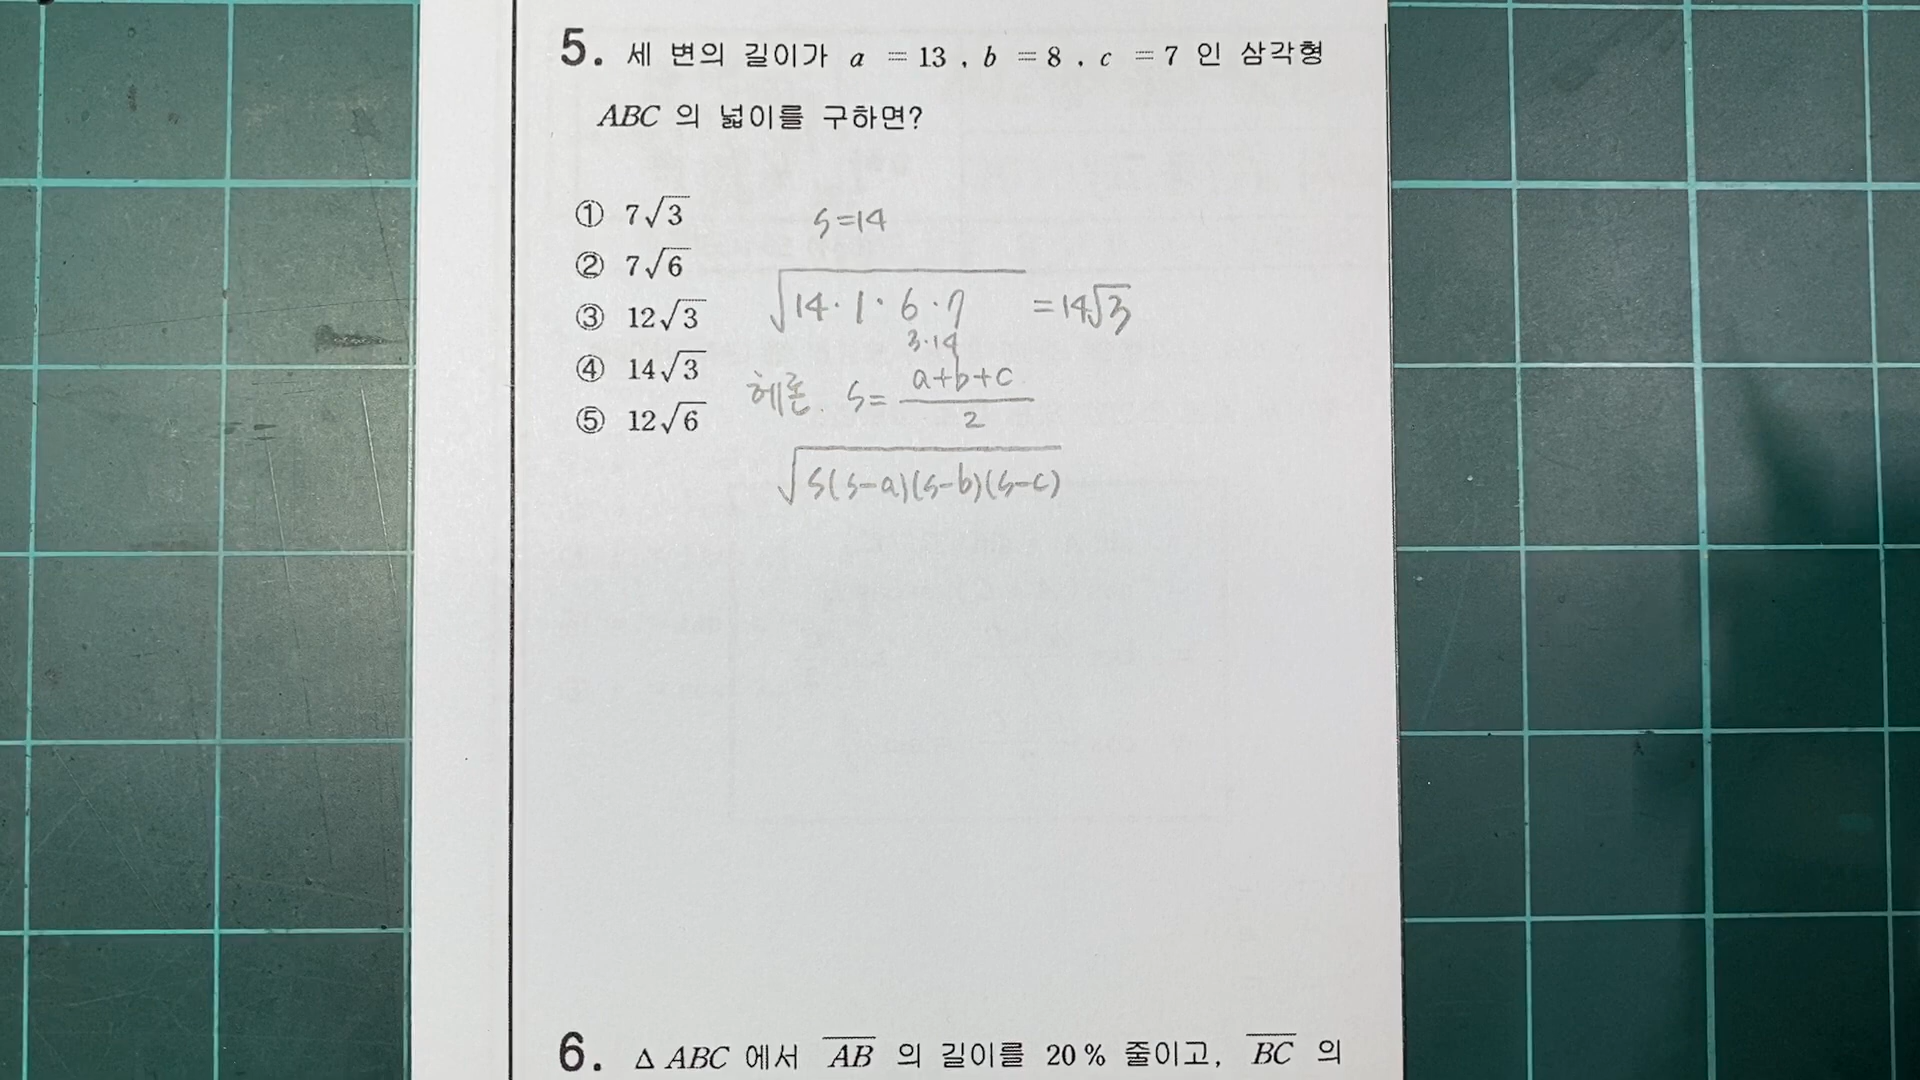 5. 세 변의 길이가 a = 13 , b = 8 , c = 7 인 삼각형
ABC 의 넓이를 구하면?
① 7√3
② 7√6
③ 12√3
④ 14√3
⑤ 12√6
s=14
√14·1·6·7 = 14√3
3·14
헤론. s= a+b+c / 2
√s(s-a)(s-b)(s-c)
6. △ABC 에서 AB 의 길이를 20 % 줄이고, BC 의